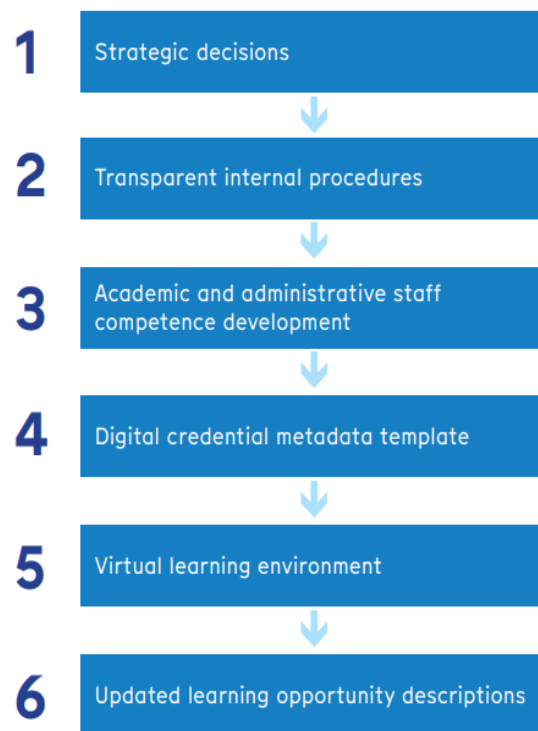 1
Strategic decisions
2
Transparent internal procedures
3
Academic and administrative staff
competence development
4
Digital credential metadata template
5
Virtual learning environment
6
Updated learning opportunity descriptions